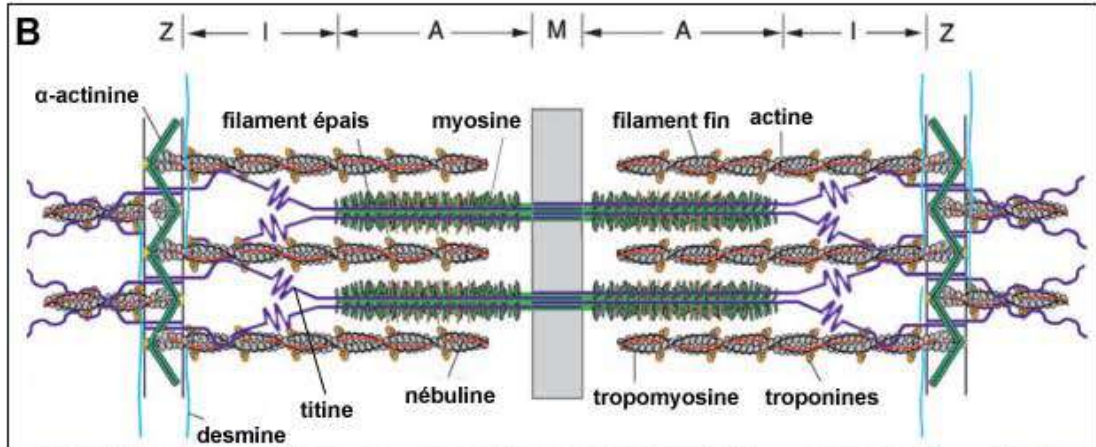 B
Z I A M A I Z
α-actinine
filament épais myosine filament fin actine
titine nébuline tropomyosine troponines
desmine